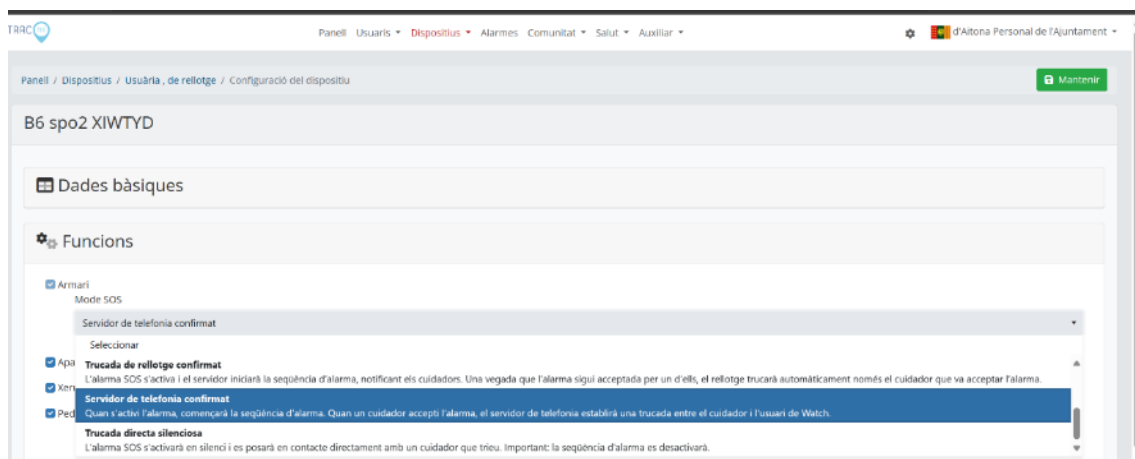 TRAC
Panell Usuaris Dispositius Alarmes Comunitat Salut Auxiliar
d'Aitona Personal de l'Ajuntament
Panell / Dispositius / Usuària , de rellotge / Configuració del dispositiu
Mantenir
B6 spo2 XIWTYD
Dades bàsiques
Funcions
Armari
Mode SOS
Servidor de telefonia confirmat
Seleccionar
Apa
Trucada de rellotge confirmat
L'alarma SOS s'activa i el servidor iniciarà la seqüència d'alarma, notificant els cuidadors. Una vegada que l'alarma sigui acceptada per un d'ells, el rellotge trucarà automàticament només el cuidador que va acceptar l'alarma.
Xer
Servidor de telefonia confirmat
Ped
Quan s'activi l'alarma, començarà la seqüència d'alarma. Quan un cuidador accepti l'alarma, el servidor de telefonia establirà una trucada entre el cuidador i l'usuari de Watch.
Trucada directa silenciosa
L'alarma SOS s'activarà en silenci i es posarà en contacte directament amb un cuidador que trieu. Important: la seqüència d'alarma es desactivarà.